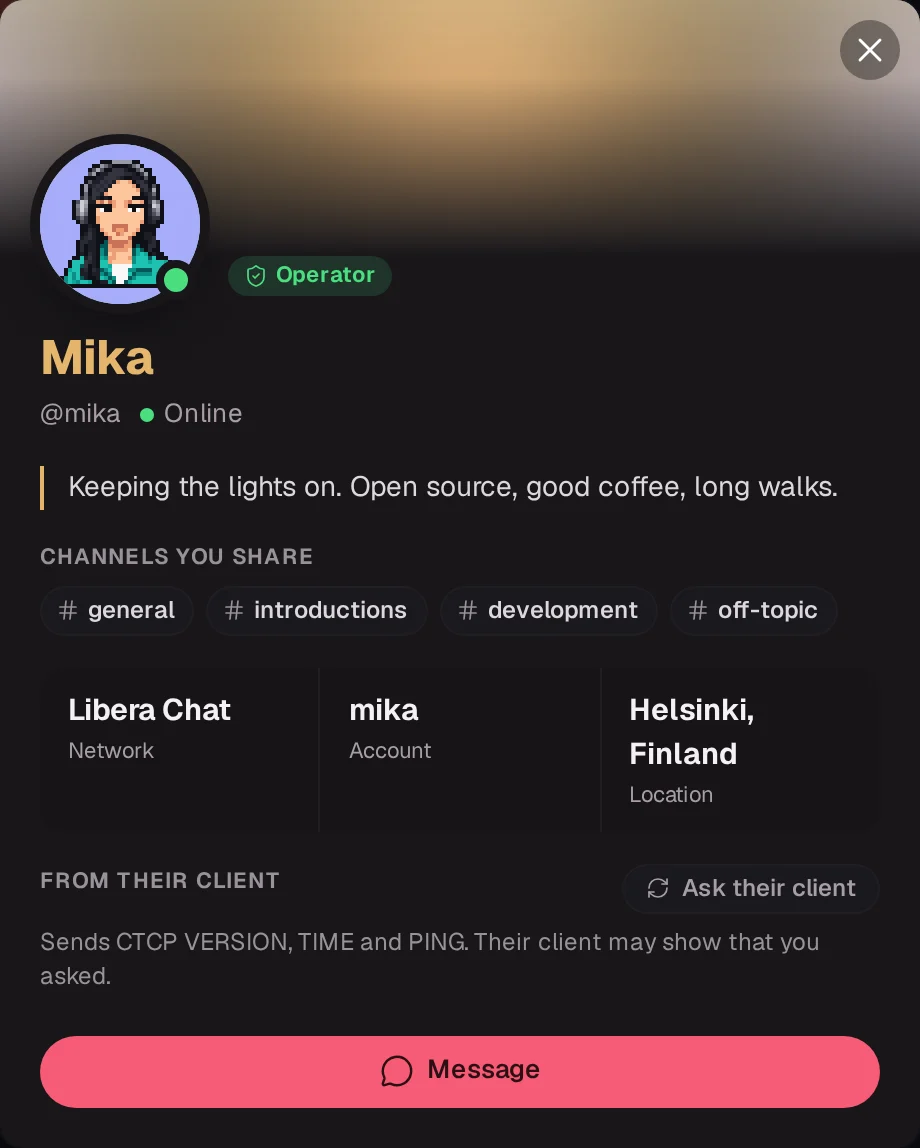 Operator
Mika
@mika Online
Keeping the lights on. Open source, good coffee, long walks.
CHANNELS YOU SHARE
# general # introductions # development # off-topic
Libera Chat
Network
mika
Account
Helsinki,
Finland
Location
FROM THEIR CLIENT
Ask their client
Sends CTCP VERSION, TIME and PING. Their client may show that you
asked.
Message